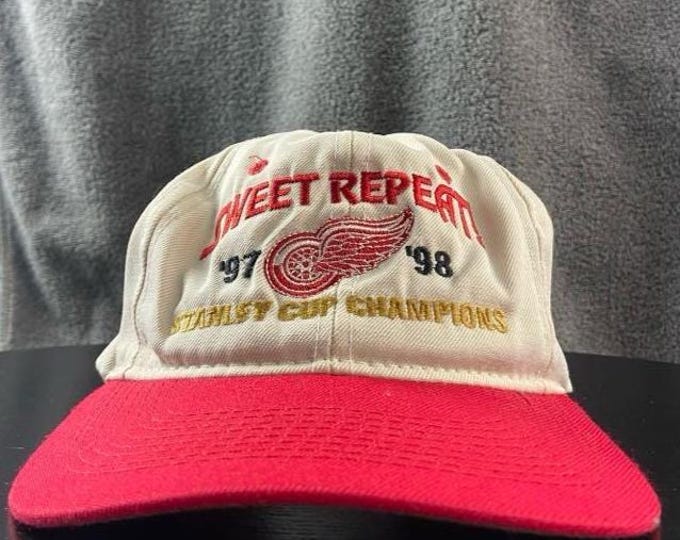 SWEET REPEAT!
'97 '98
STANLEY CUP CHAMPIONS